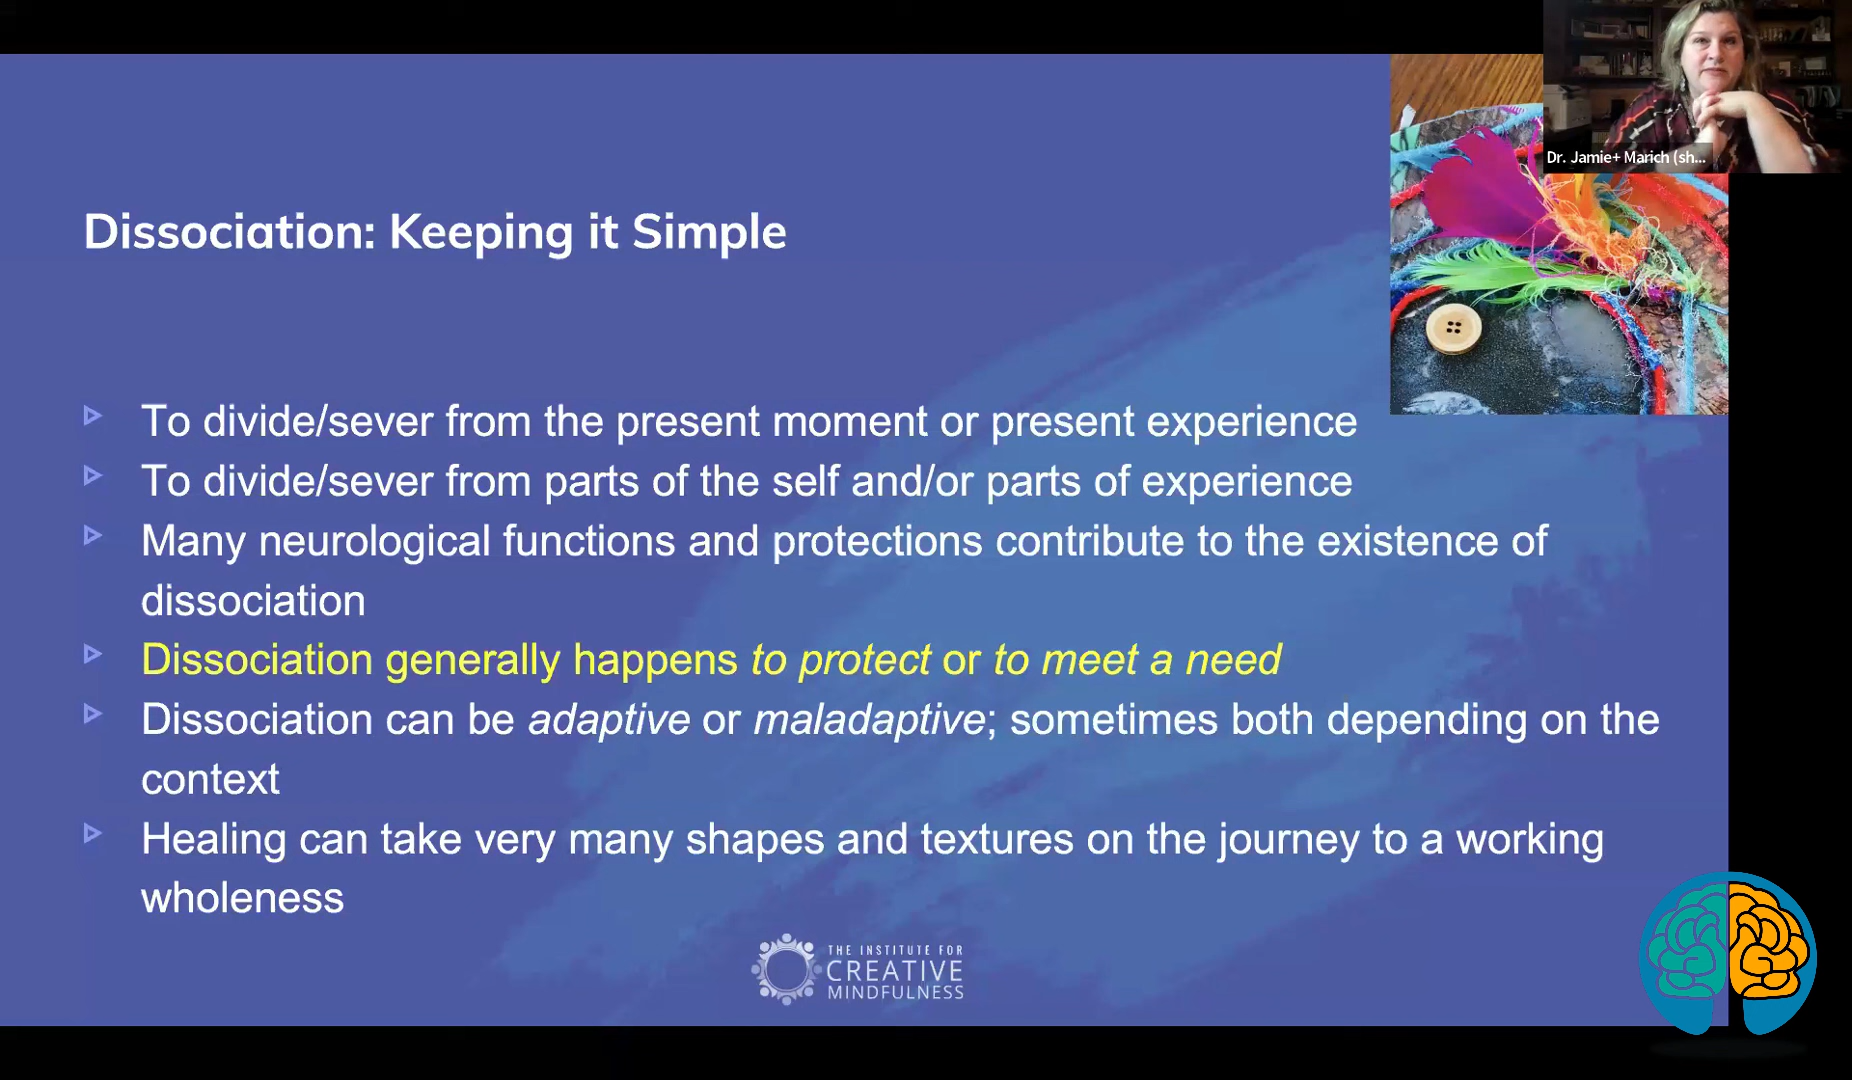 Dr. Jamie+ Marich (sh...
Dissociation: Keeping it Simple
To divide/sever from the present moment or present experience
To divide/sever from parts of the self and/or parts of experience
Many neurological functions and protections contribute to the existence of
dissociation
Dissociation generally happens to protect or to meet a need
Dissociation can be adaptive or maladaptive; sometimes both depending on the
context
Healing can take very many shapes and textures on the journey to a working
wholeness
THE INSTITUTE FOR
CREATIVE
MINDFULNESS